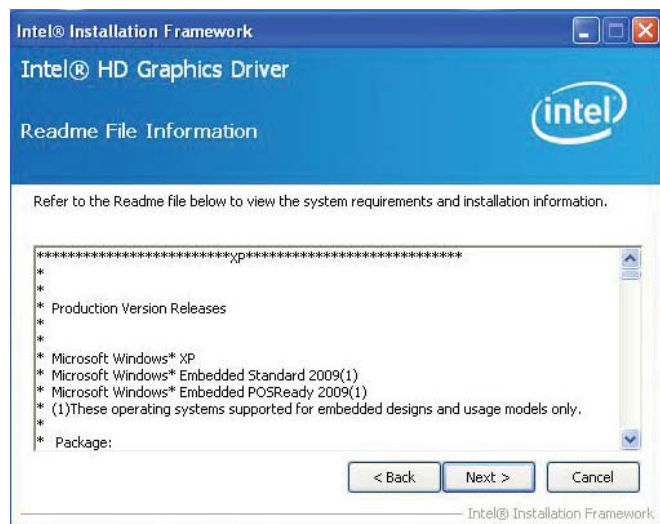 Intel® Installation Framework
Intel® HD Graphics Driver
intel
Readme File Information
Refer to the Readme file below to view the system requirements and installation information.
*************************XP****************************
*
*
* Production Version Releases
*
*
* Microsoft Windows* XP
* Microsoft Windows* Embedded Standard 2009(1)
* Microsoft Windows* Embedded POSReady 2009(1)
* (1)These operating systems supported for embedded designs and usage models only.
*
* Package:
< Back
Next >
Cancel
Intel® Installation Framework